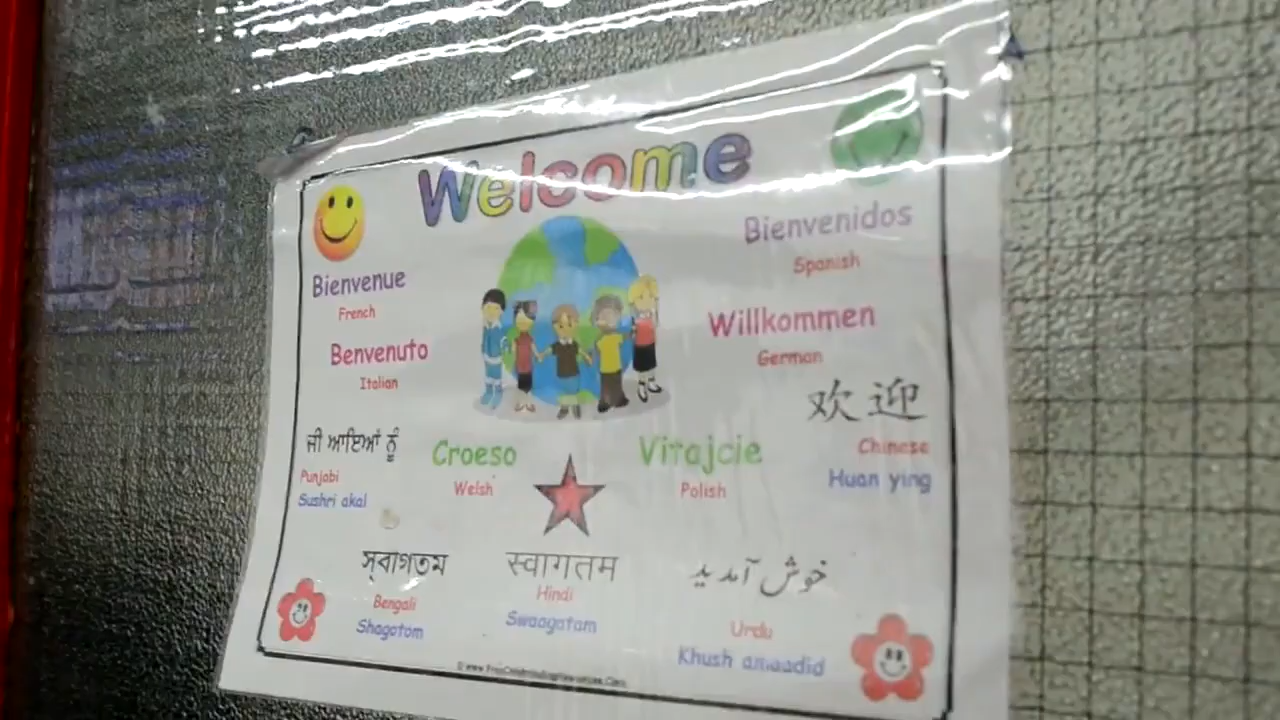 Welcome
Bienvenue
French
Bienvenidos
Spanish
Benvenuto
Italian
Willkommen
German
ਜੀ ਆਇਆਂ ਨੂੰ
Punjabi
Sushri akal
Croeso
Welsh
Vitajcie
Polish
欢迎
Chinese
Huan ying
স্বাগতম
Bengali
Shagotom
स्वागतम
Hindi
Swaagatam
خوش آمدید
Urdu
Khush amaadid